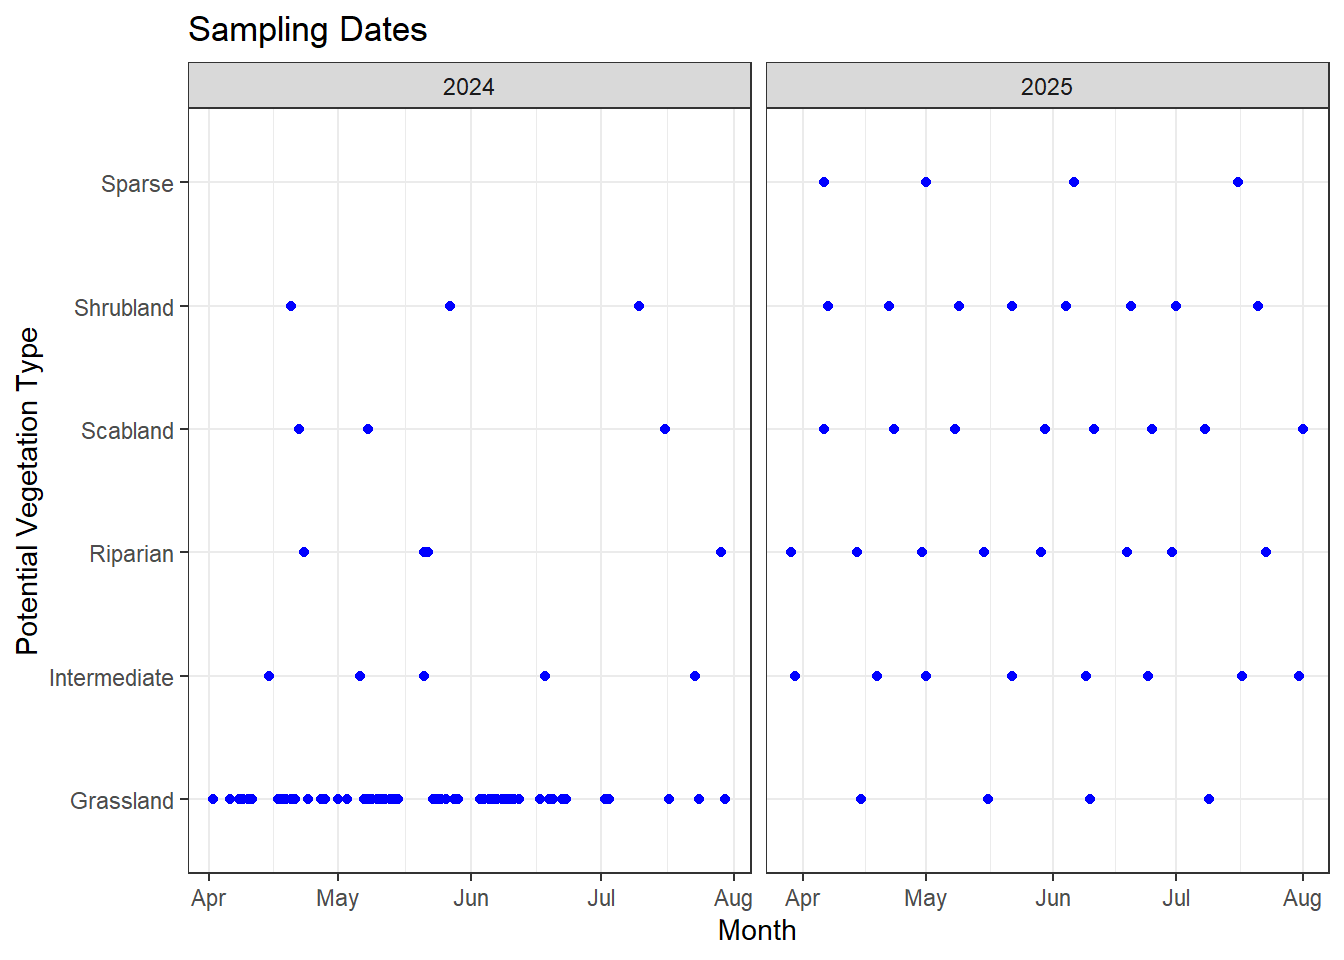 Sampling Dates
2024 2025
Sparse
Shrubland
Scabland
Riparian
Intermediate
Grassland
Potential Vegetation Type
Apr May Jun Jul Aug Apr May Jun Jul Aug
Month